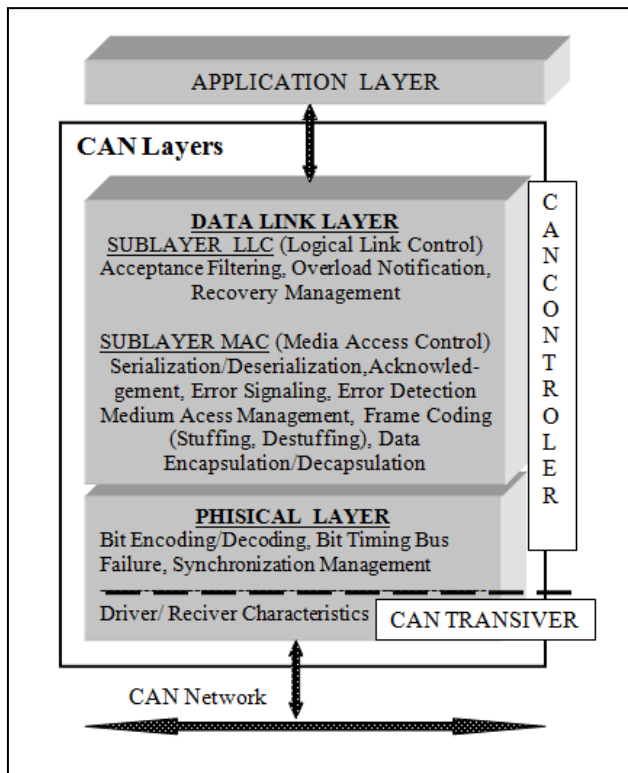 APPLICATION LAYER
CAN Layers
DATA LINK LAYER
SUBLAYER LLC (Logical Link Control)
Acceptance Filtering, Overload Notification,
Recovery Management
SUBLAYER MAC (Media Access Control)
Serialization/Deserialization,Acknowled-
gement, Error Signaling, Error Detection
Medium Acess Management, Frame Coding
(Stuffing, Destuffing), Data
Encapsulation/Decapsulation
CANCONTROLER
PHISICAL LAYER
Bit Encoding/Decoding, Bit Timing Bus
Failure, Synchronization Management
Driver/ Reciver Characteristics
CAN TRANSIVER
CAN Network